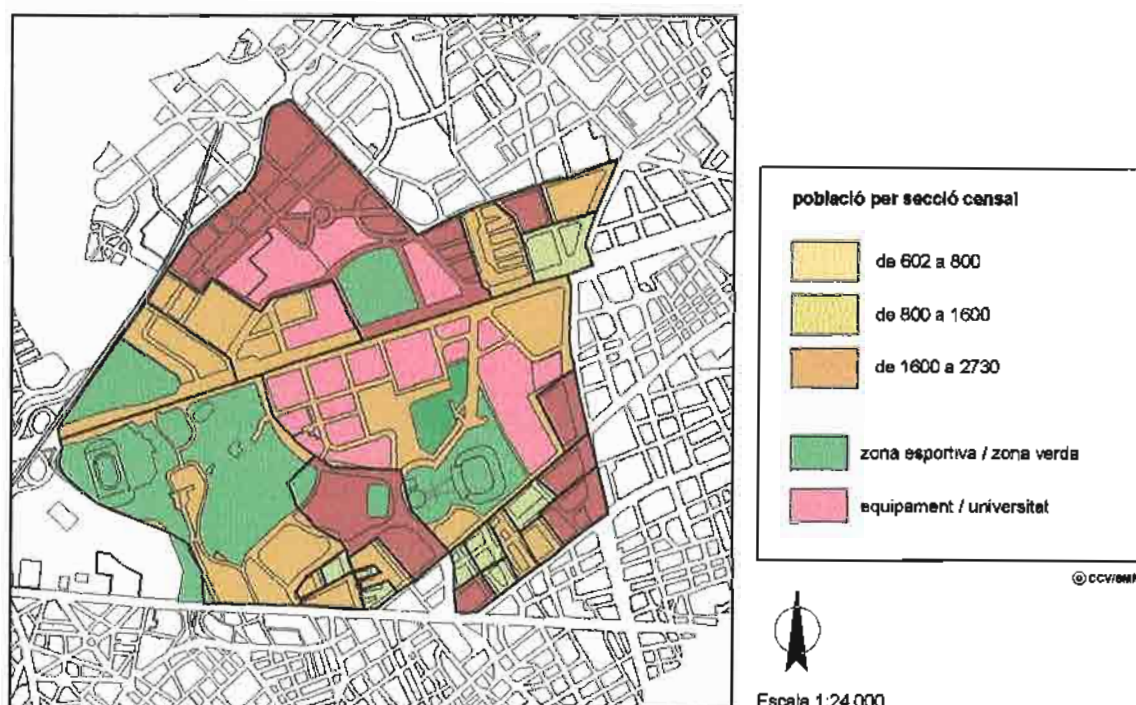 població per secció censal
de 602 a 800
de 800 a 1600
de 1600 a 2730
zona esportiva / zona verda
equipament / universitat
Escala 1:24.000